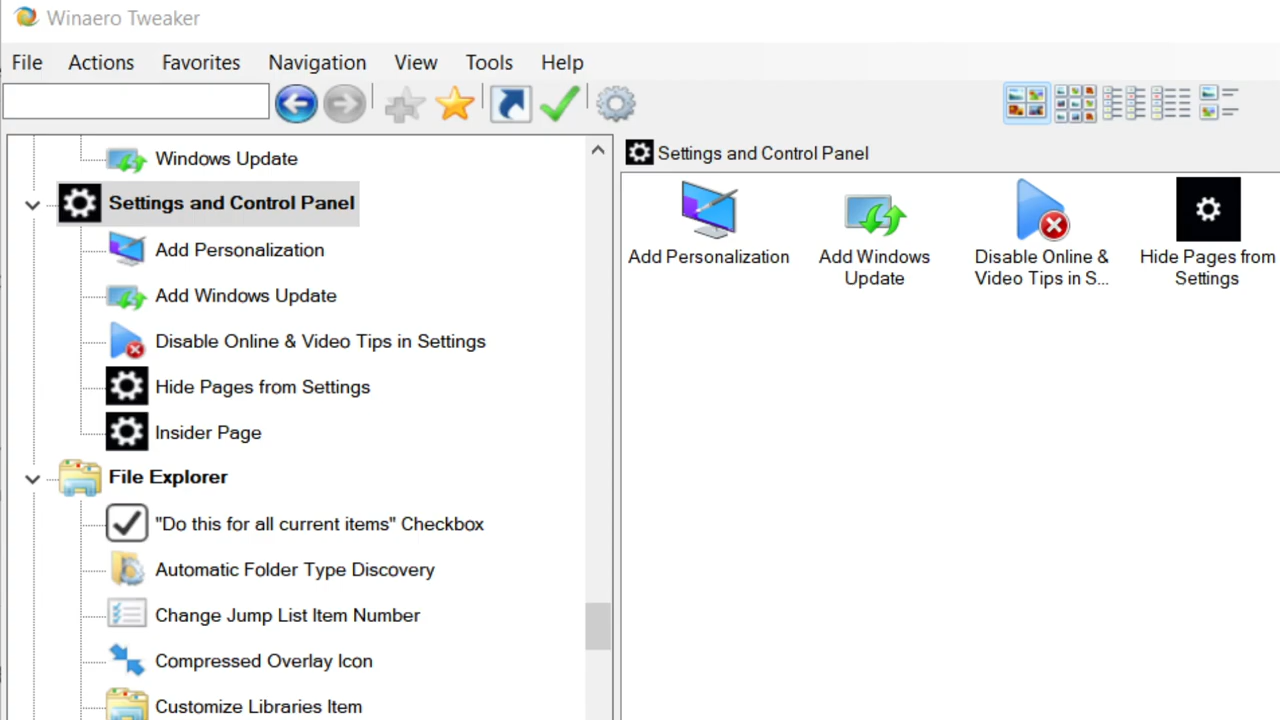 Winaero Tweaker
File Actions Favorites Navigation View Tools Help
Windows Update
Settings and Control Panel
Add Personalization
Add Windows Update
Disable Online & Video Tips in Settings
Hide Pages from Settings
Insider Page
File Explorer
"Do this for all current items" Checkbox
Automatic Folder Type Discovery
Change Jump List Item Number
Compressed Overlay Icon
Customize Libraries Item
Settings and Control Panel
Add Personalization
Add Windows
Update
Disable Online &
Video Tips in S...
Hide Pages from
Settings